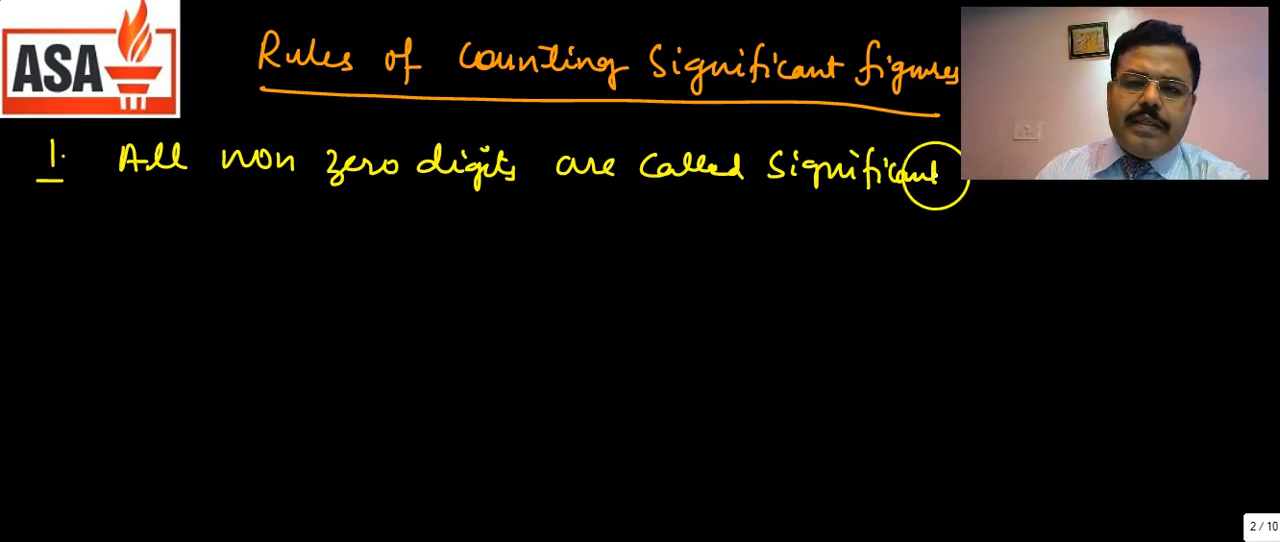 ASA
Rules of counting significant figures
1. All non zero digits are called significant
2 / 10